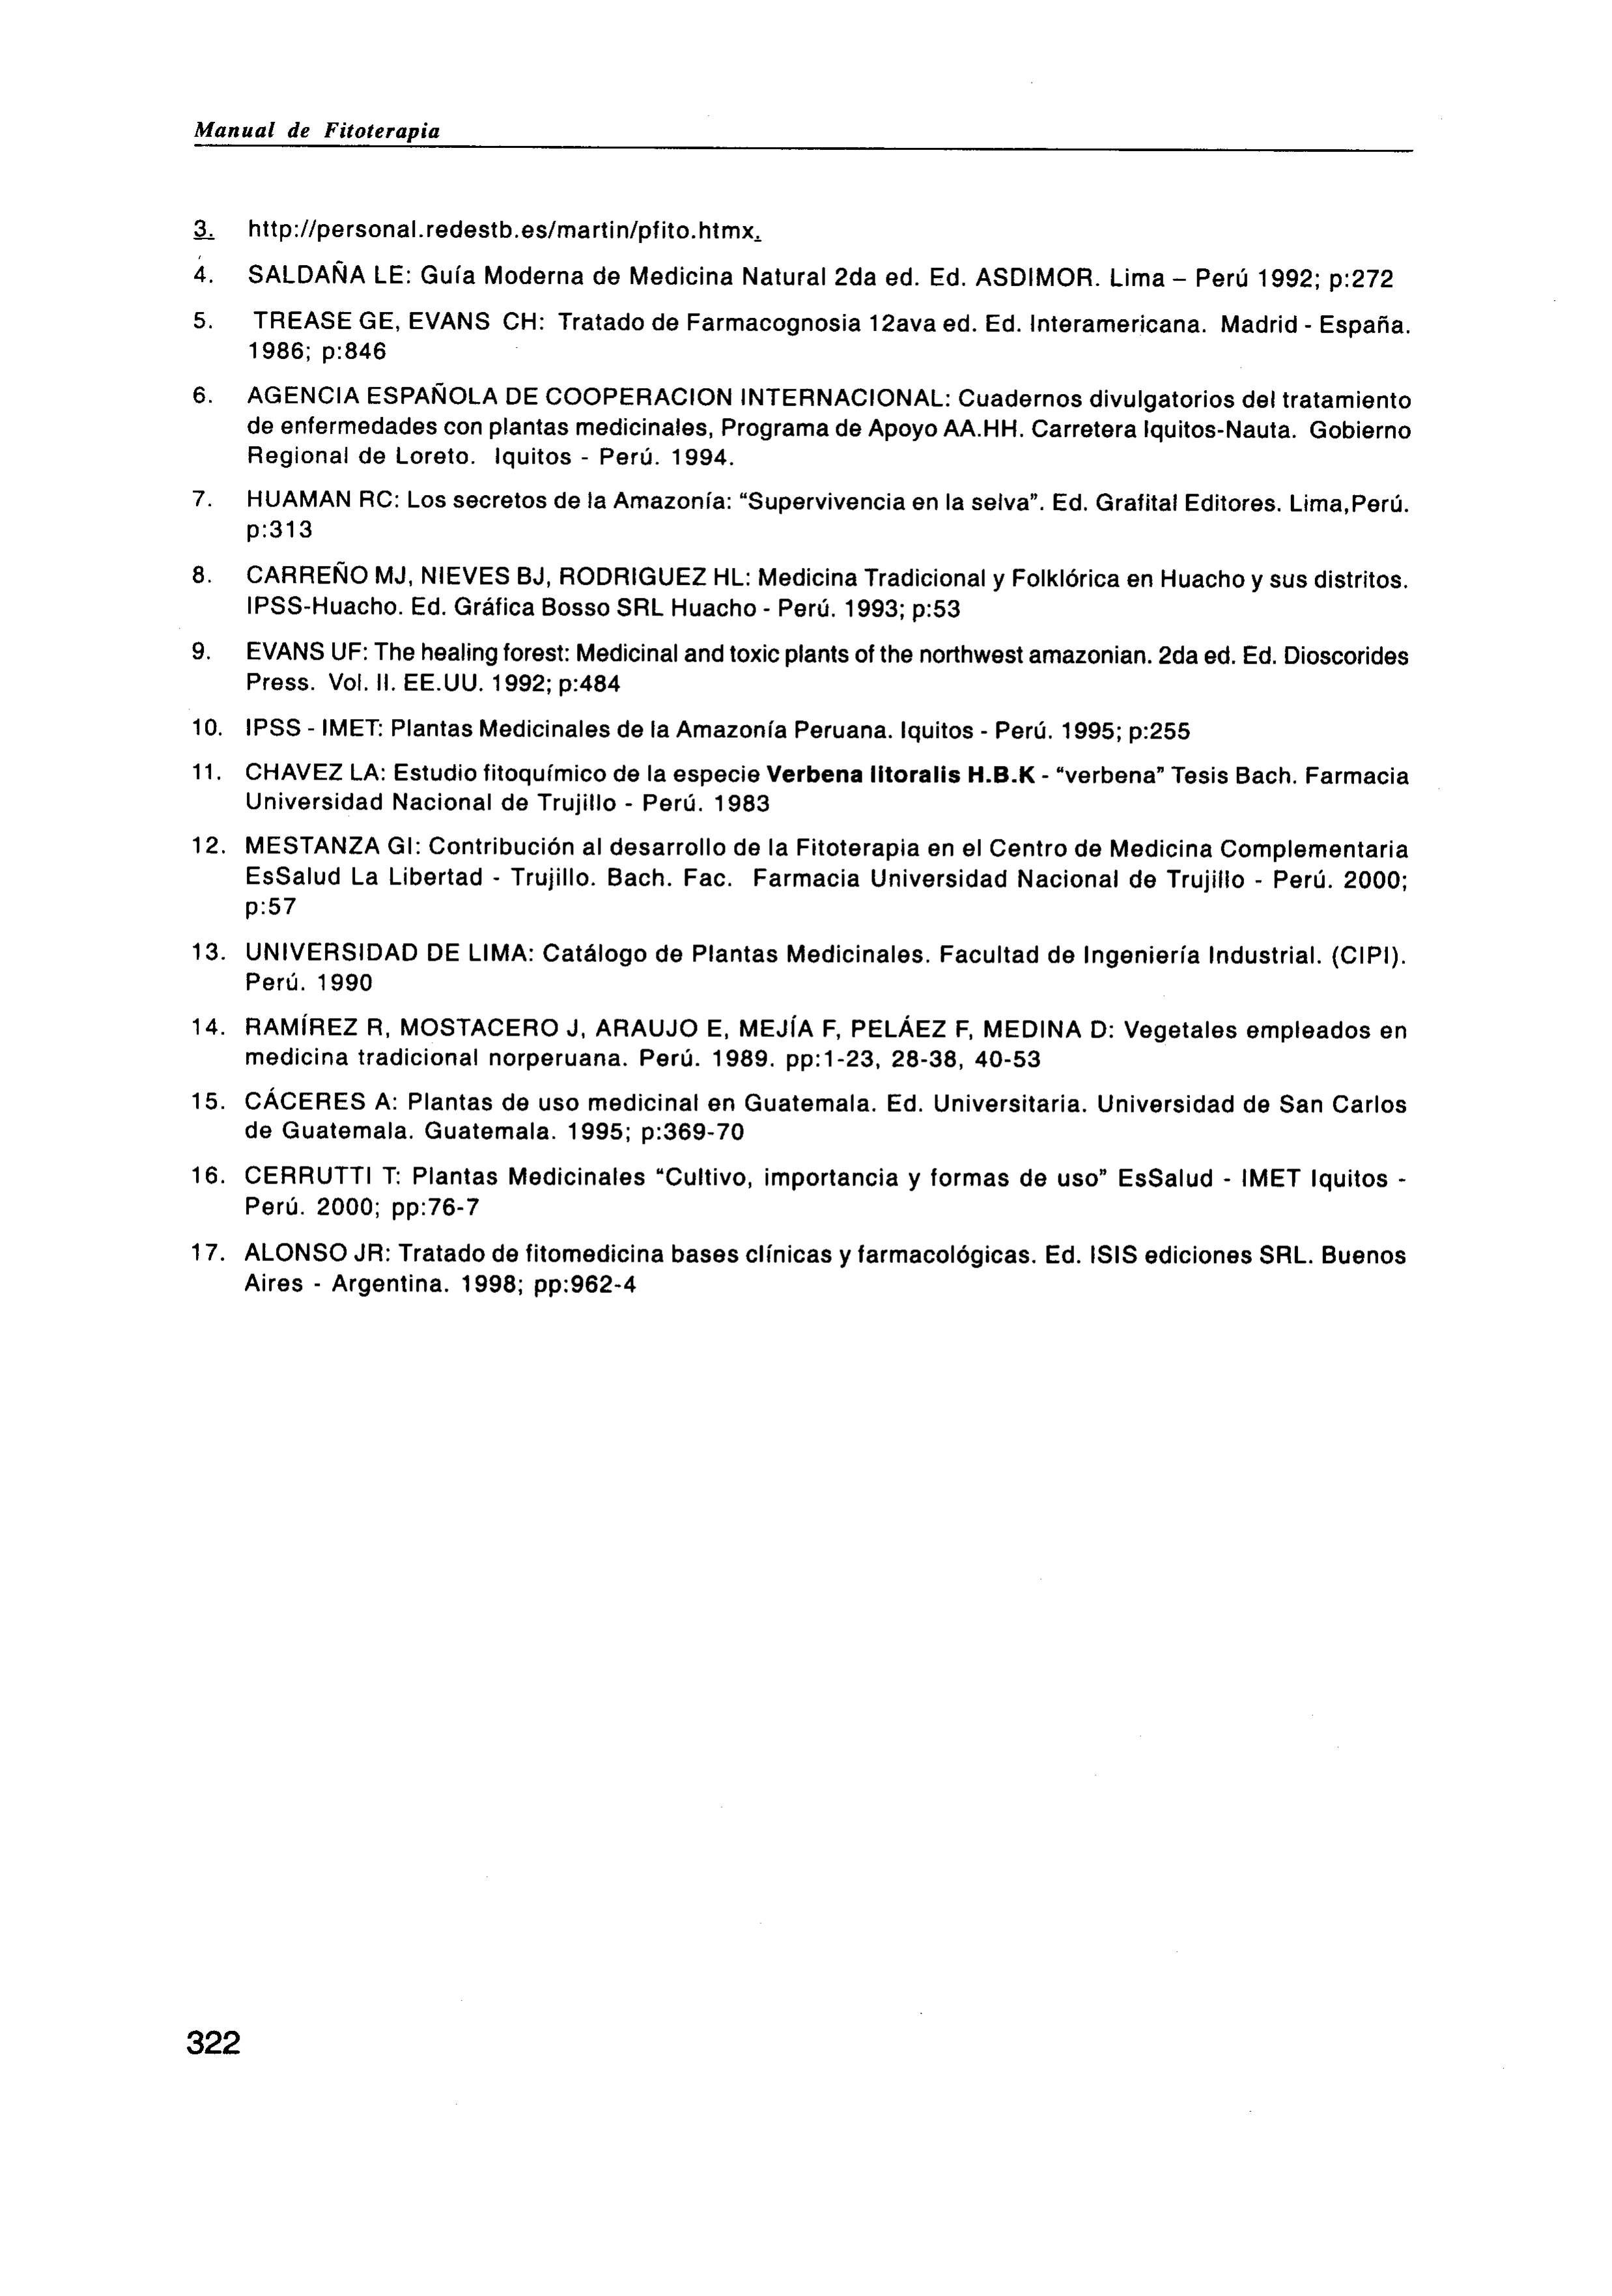 Manual de Fitoterapia
3. http://personal.redestb.es/martin/pfito.htmx.
4. SALDAÑA LE: Guía Moderna de Medicina Natural 2da ed. Ed. ASDIMOR. Lima – Perú 1992; p:272
5. TREASE GE, EVANS CH: Tratado de Farmacognosia 12ava ed. Ed. Interamericana. Madrid - España.
1986; p:846
6. AGENCIA ESPAÑOLA DE COOPERACION INTERNACIONAL: Cuadernos divulgatorios del tratamiento
de enfermedades con plantas medicinales, Programa de Apoyo AA.HH. Carretera Iquitos-Nauta. Gobierno
Regional de Loreto. Iquitos - Perú. 1994.
7. HUAMAN RC: Los secretos de la Amazonía: “Supervivencia en la selva”. Ed. Grafital Editores. Lima,Perú.
p:313
8. CARREÑO MJ, NIEVES BJ, RODRIGUEZ HL: Medicina Tradicional y Folklórica en Huacho y sus distritos.
IPSS-Huacho. Ed. Gráfica Bosso SRL Huacho - Perú. 1993; p:53
9. EVANS UF: The healing forest: Medicinal and toxic plants of the northwest amazonian. 2da ed. Ed. Dioscorides
Press. Vol. II. EE.UU. 1992; p:484
10. IPSS - IMET: Plantas Medicinales de la Amazonía Peruana. Iquitos - Perú. 1995; p:255
11. CHAVEZ LA: Estudio fitoquímico de la especie Verbena litoralis H.B.K - “verbena” Tesis Bach. Farmacia
Universidad Nacional de Trujillo - Perú. 1983
12. MESTANZA GI: Contribución al desarrollo de la Fitoterapia en el Centro de Medicina Complementaria
EsSalud La Libertad - Trujillo. Bach. Fac. Farmacia Universidad Nacional de Trujillo - Perú. 2000;
p:57
13. UNIVERSIDAD DE LIMA: Catálogo de Plantas Medicinales. Facultad de Ingeniería Industrial. (CIPI).
Perú. 1990
14. RAMÍREZ R, MOSTACERO J, ARAUJO E, MEJÍA F, PELÁEZ F, MEDINA D: Vegetales empleados en
medicina tradicional norperuana. Perú. 1989. pp:1-23, 28-38, 40-53
15. CÁCERES A: Plantas de uso medicinal en Guatemala. Ed. Universitaria. Universidad de San Carlos
de Guatemala. Guatemala. 1995; p:369-70
16. CERRUTTI T: Plantas Medicinales “Cultivo, importancia y formas de uso” EsSalud - IMET Iquitos -
Perú. 2000; pp:76-7
17. ALONSO JR: Tratado de fitomedicina bases clínicas y farmacológicas. Ed. ISIS ediciones SRL. Buenos
Aires - Argentina. 1998; pp:962-4
322